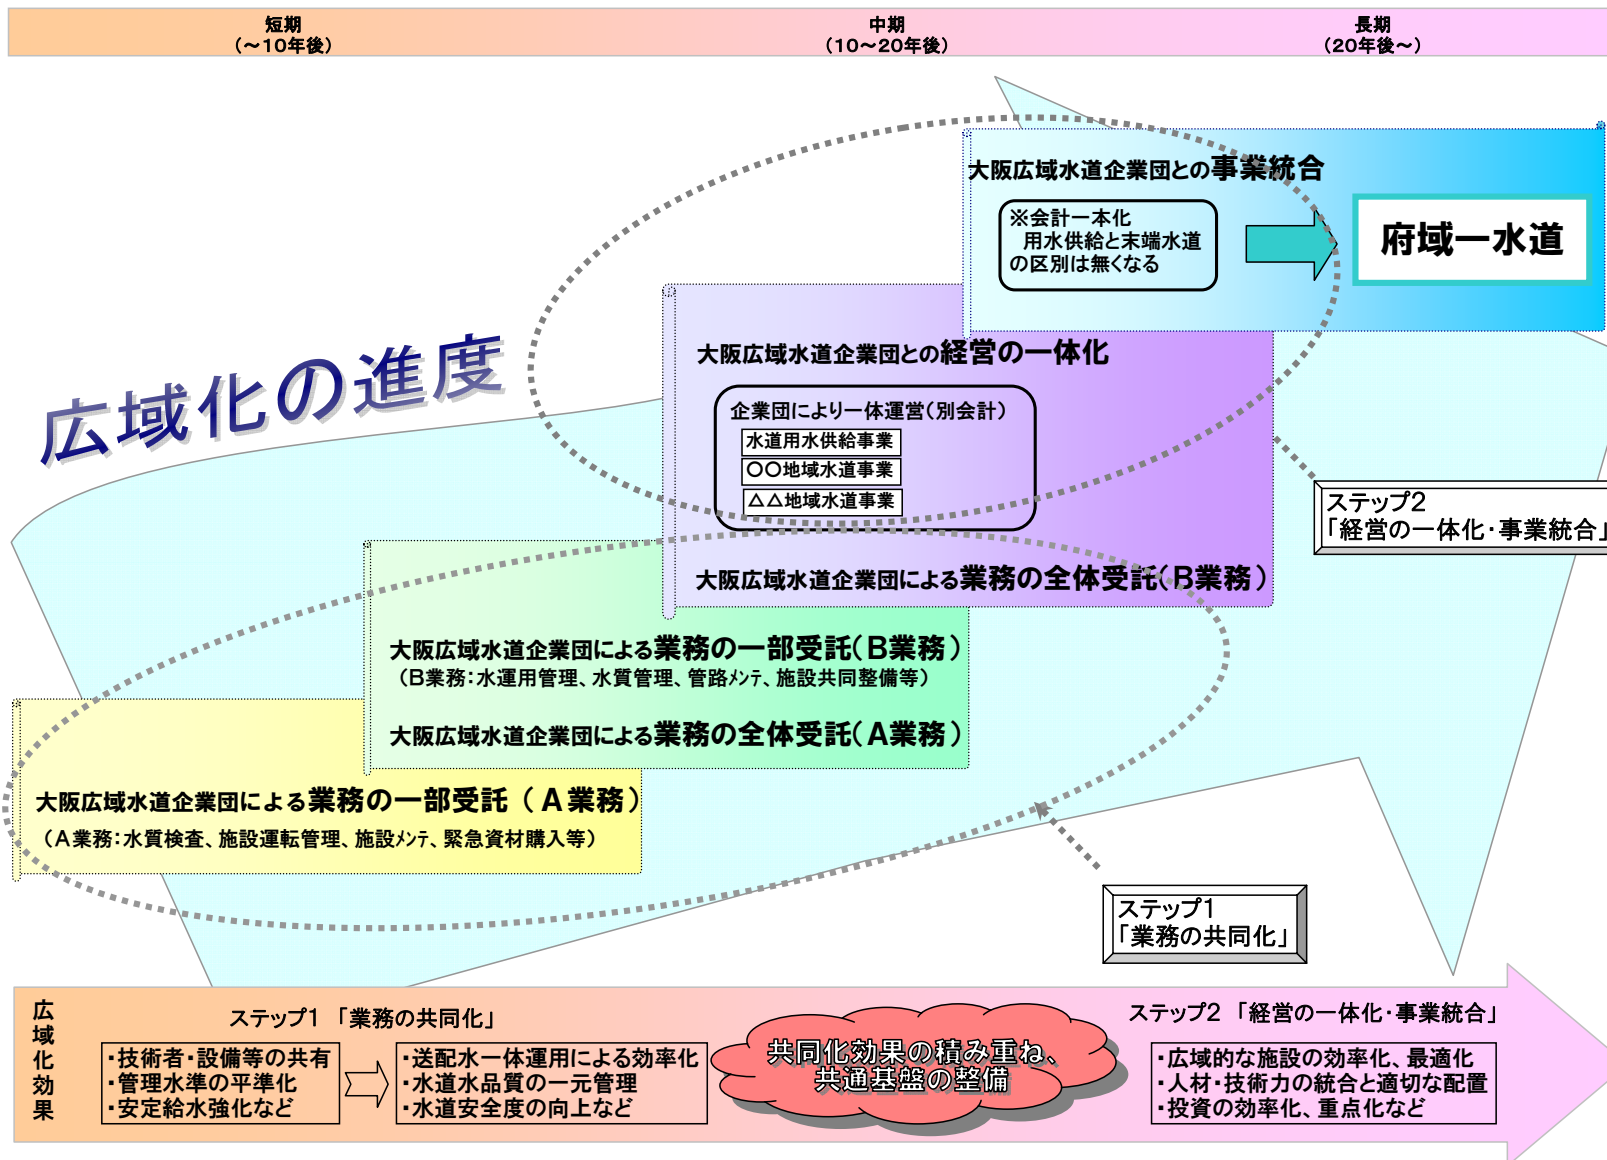 短期
（～10年後）
中期
（10～20年後）
長期
（20年後～）
大阪広域水道企業団との事業統合
※会計一本化
用水供給と末端水道
の区別は無くなる
府域一水道
広域化の進度
大阪広域水道企業団との経営の一体化
企業団により一体運営（別会計）
水道用水供給事業
〇〇地域水道事業
△△地域水道事業
大阪広域水道企業団による業務の全体受託（Ｂ業務）
ステップ２
「経営の一体化・事業統合」
大阪広域水道企業団による業務の一部受託（Ｂ業務）
（Ｂ業務：水運用管理、水質管理、管路ﾒﾝﾃ、施設共同整備等）
大阪広域水道企業団による業務の全体受託（Ａ業務）
大阪広域水道企業団による業務の一部受託（Ａ業務）
（Ａ業務：水質検査、施設運転管理、施設ﾒﾝﾃ、緊急資材購入等）
ステップ１
「業務の共同化」
広域化効果
ステップ１　「業務の共同化」
・技術者・設備等の共有
・管理水準の平準化
・安定給水強化など
・送配水一体運用による効率化
・水道水品質の一元管理
・水道安全度の向上など
共同化効果の積み重ね、
共通基盤の整備
ステップ２　「経営の一体化・事業統合」
・広域的な施設の効率化、最適化
・人材・技術力の統合と適切な配置
・投資の効率化、重点化など